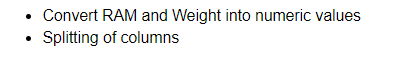 • Convert RAM and Weight into numeric values
• Splitting of columns